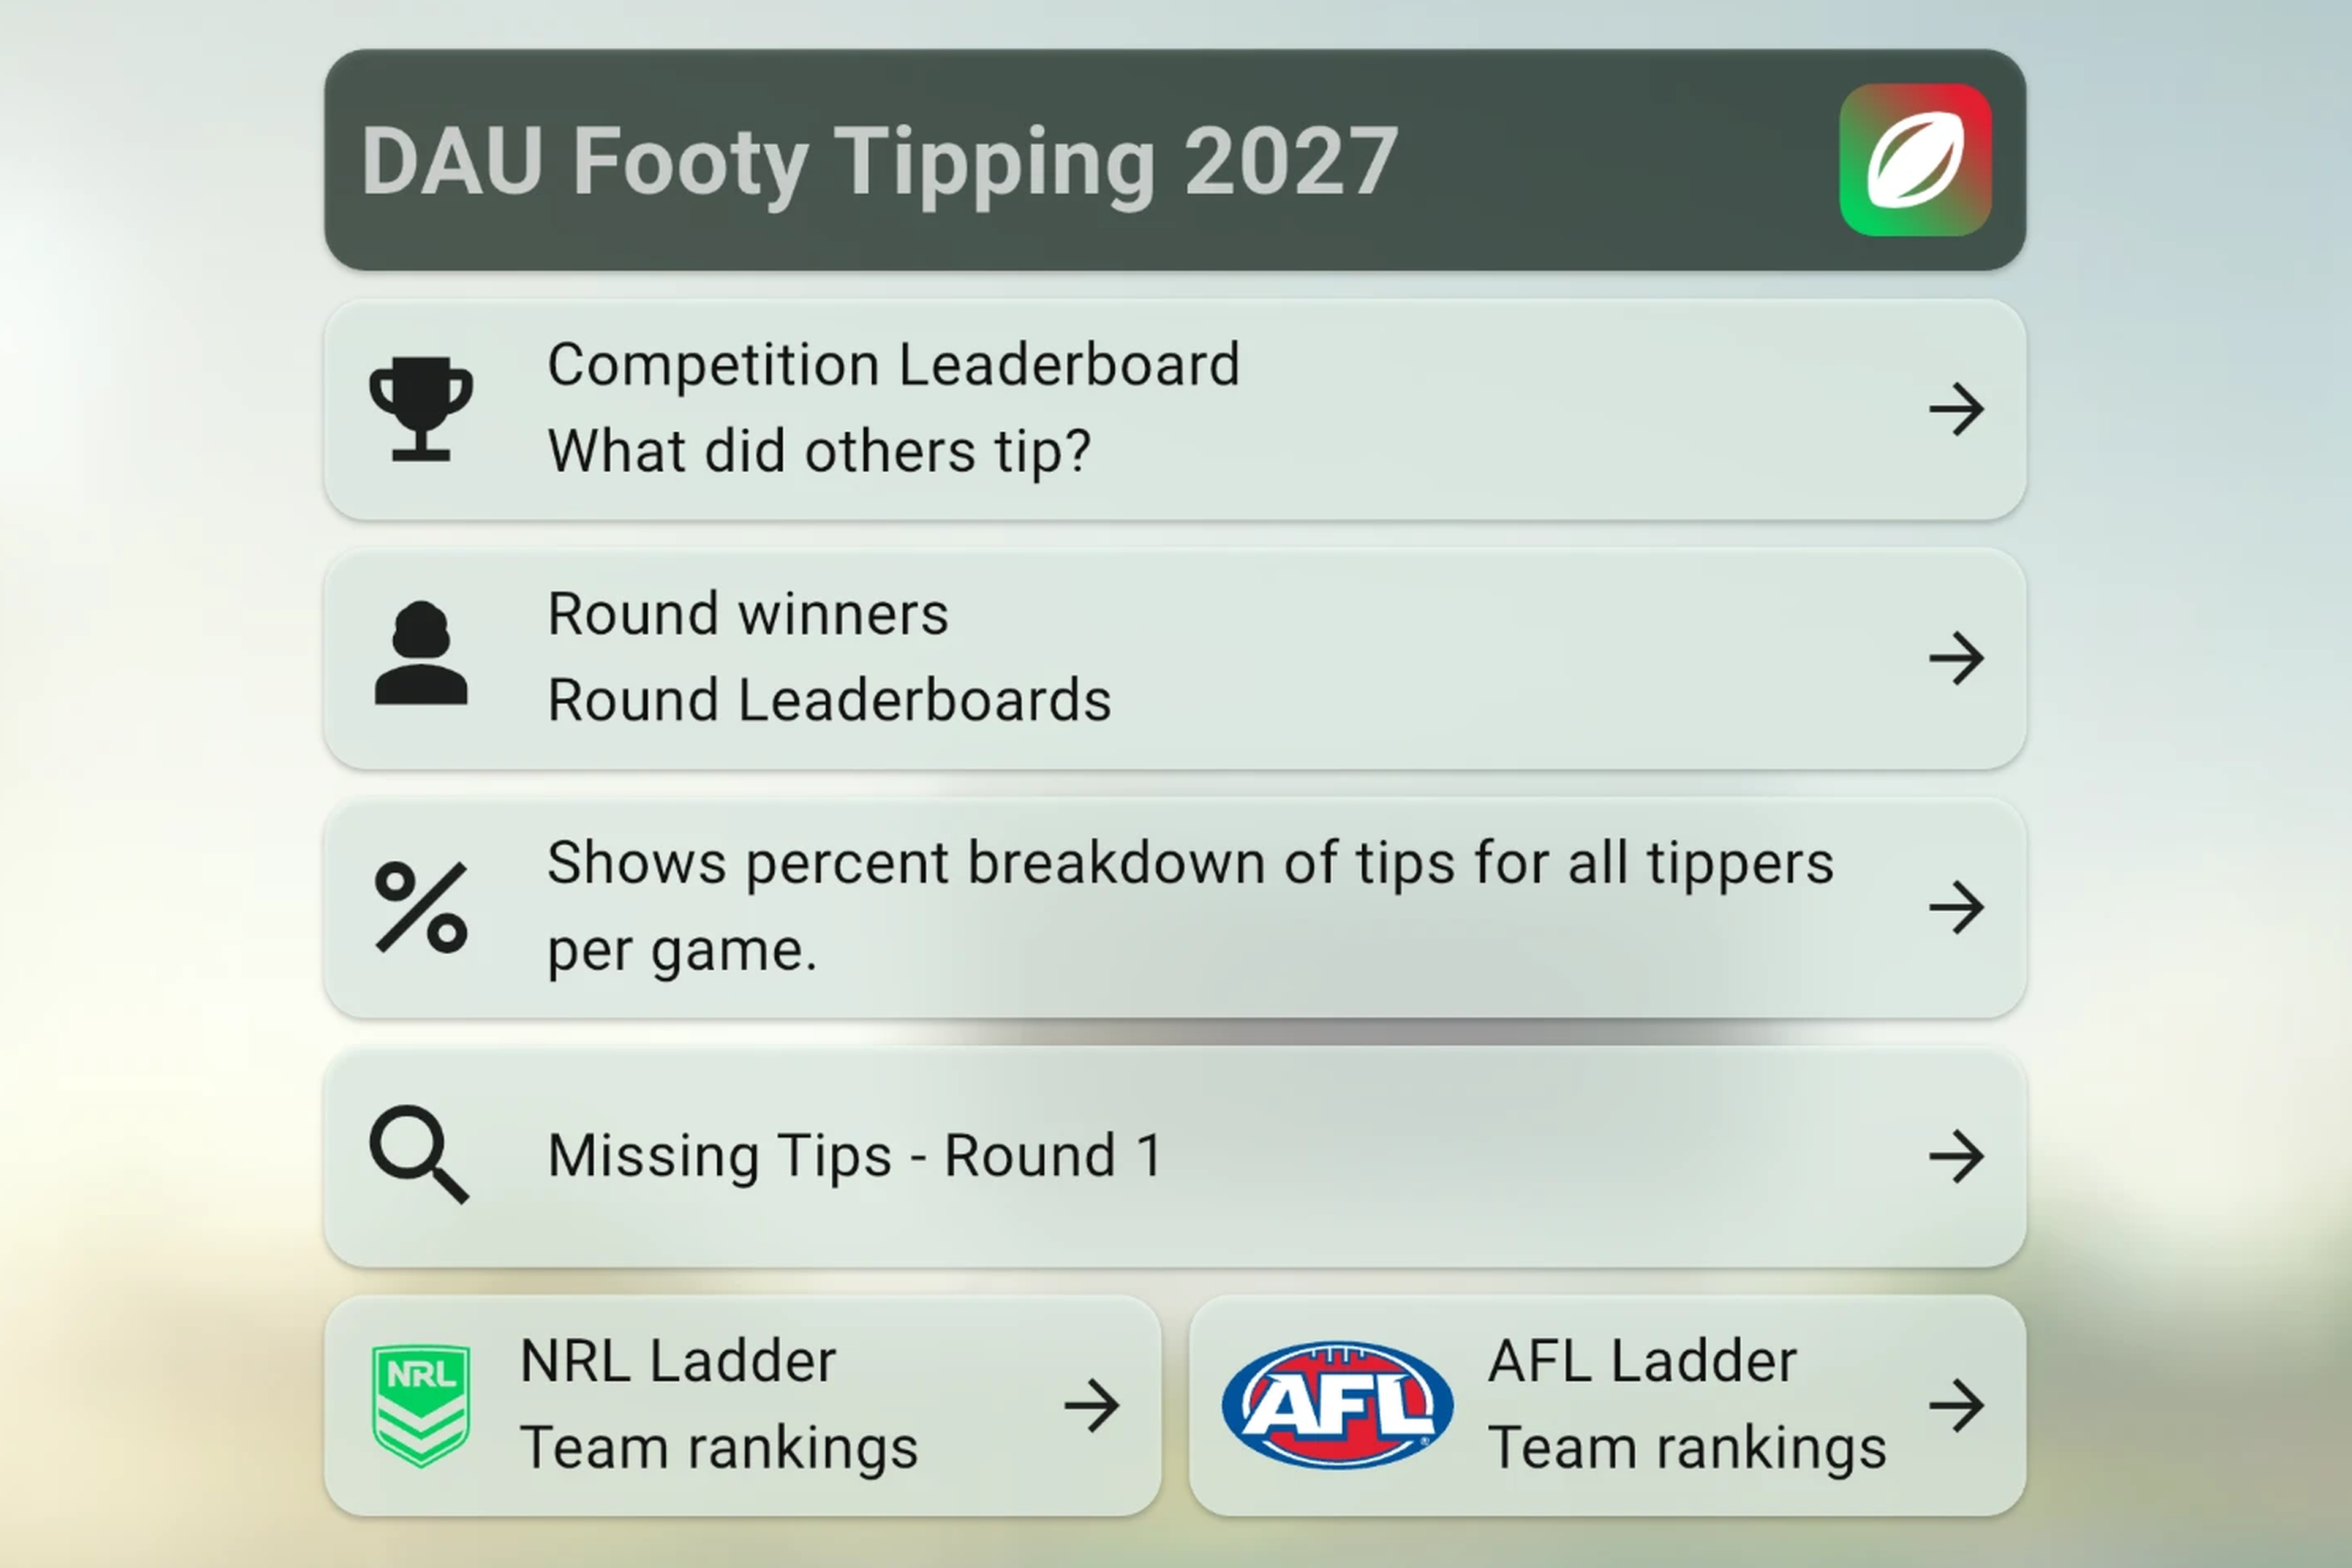 DAU Footy Tipping 2027
Competition Leaderboard
What did others tip?
Round winners
Round Leaderboards
Shows percent breakdown of tips for all tippers
per game.
Missing Tips - Round 1
NRL
NRL Ladder
Team rankings
AFL
AFL Ladder
Team rankings